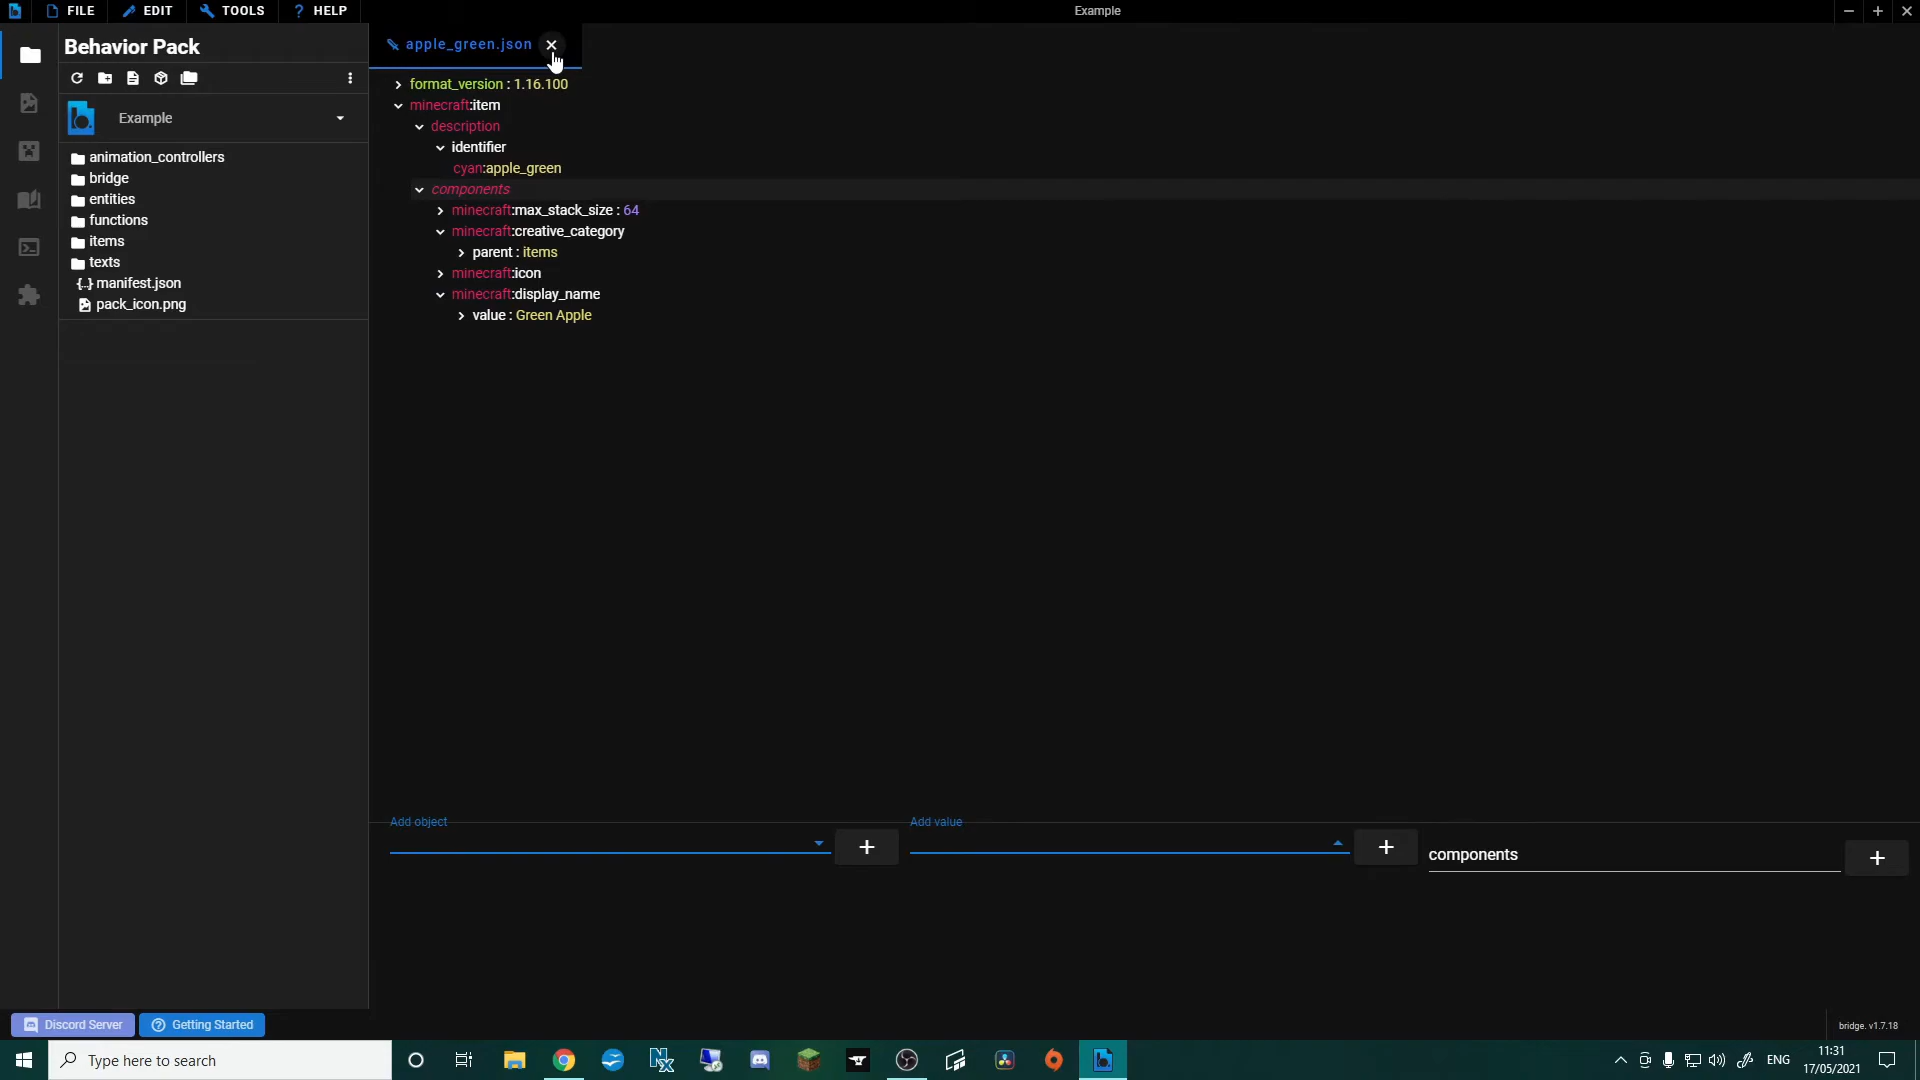 FILE EDIT TOOLS HELP Example
Behavior Pack
apple_green.json
Example
animation_controllers
bridge
entities
functions
items
texts
{..} manifest.json
pack_icon.png
format_version : 1.16.100
minecraft:item
description
identifier
cyan:apple_green
components
minecraft:max_stack_size : 64
minecraft:creative_category
parent : items
minecraft:icon
minecraft:display_name
value : Green Apple
Add object
Add value
components
Discord Server
Getting Started
bridge. v1.7.18
Type here to search
ENG
11:31
17/05/2021